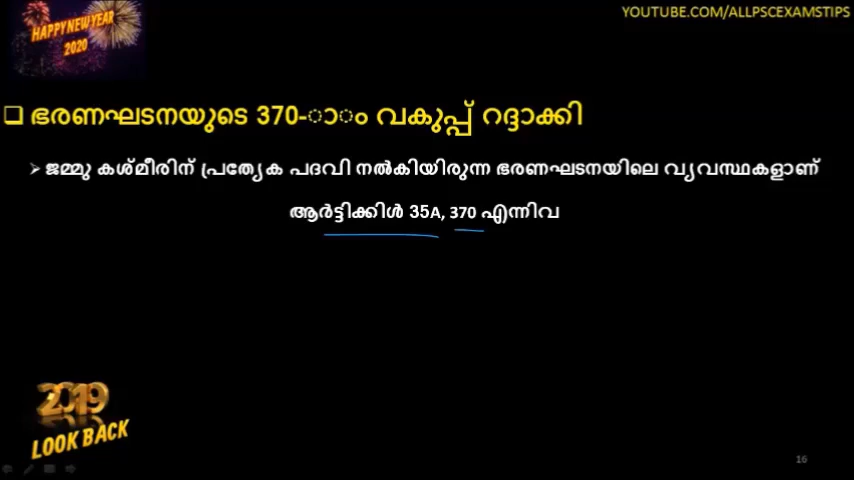 HAPPY NEW YEAR
2020
YOUTUBE.COM/ALLPSCEXAMSTIPS
ഭരണഘടനയുടെ 370-ാം വകുപ്പ് റദ്ദാക്കി
ജമ്മു കശ്മീരിന് പ്രത്യേക പദവി നൽകിയിരുന്ന ഭരണഘടനയിലെ വ്യവസ്ഥകളാണ്
ആർട്ടിക്കിൾ 35A, 370 എന്നിവ
2019
LOOK BACK
16